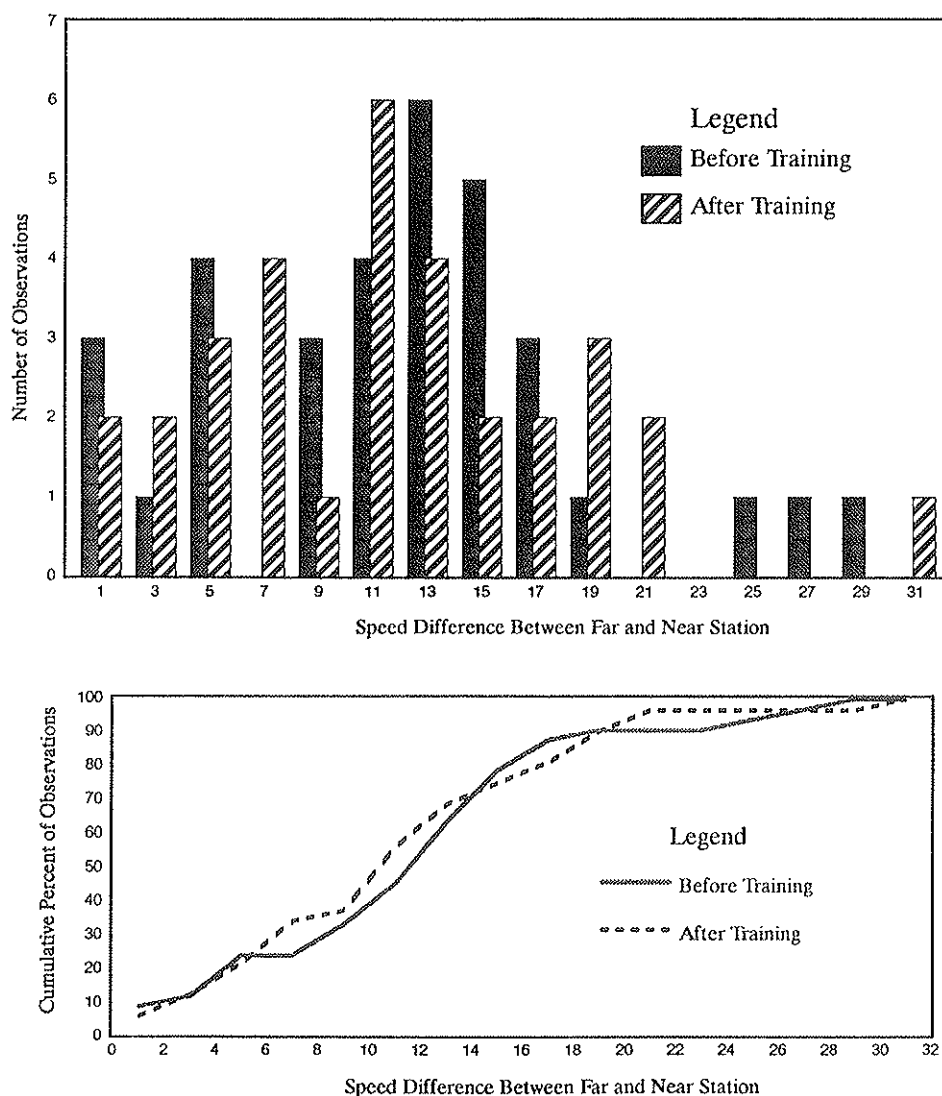 7
6
5
4
3
2
1
0
Number of Observations
Legend
Before Training
After Training
1 3 5 7 9 11 13 15 17 19 21 23 25 27 29 31
Speed Difference Between Far and Near Station
100
90
80
70
60
50
40
30
20
10
0
Cumulative Percent of Observations
Legend
Before Training
After Training
0 2 4 6 8 10 12 14 16 18 20 22 24 26 28 30 32
Speed Difference Between Far and Near Station